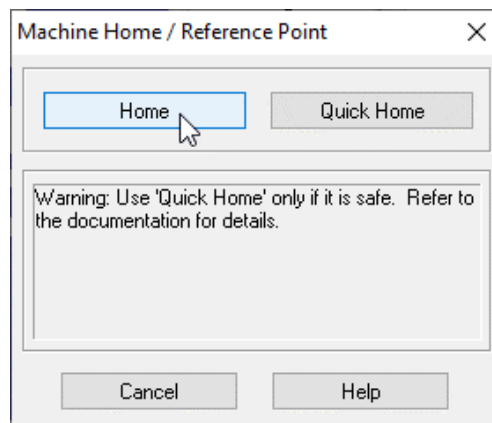 Machine Home / Reference Point
Home
Quick Home
Warning: Use 'Quick Home' only if it is safe.  Refer to
the documentation for details.
Cancel
Help